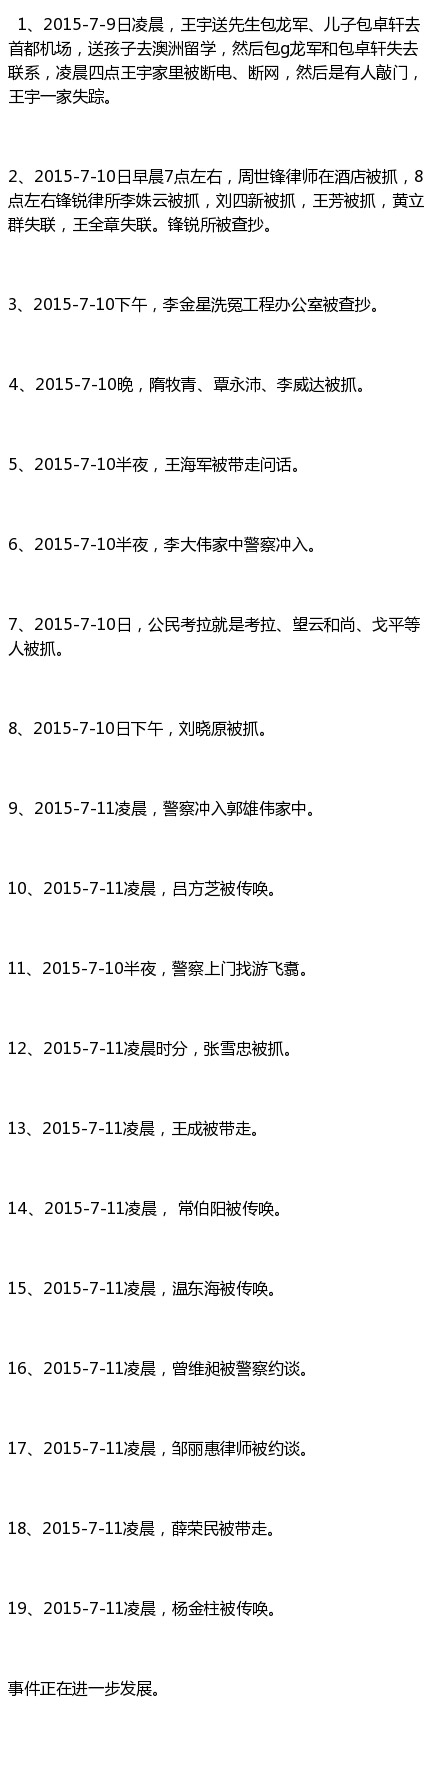 1、2015-7-9日凌晨，王宇送先生包龙军、儿子包卓轩去
首都机场，送孩子去澳洲留学，然后包g龙军和包卓轩失去
联系，凌晨四点王宇家里被断电、断网，然后是有人敲门，
王宇一家失踪。
2、2015-7-10日早晨7点左右，周世锋律师在酒店被抓，8
点左右锋锐律所李姝云被抓，刘四新被抓，王芳被抓，黄立
群失联，王全章失联。锋锐所被查抄。
3、2015-7-10下午，李金星洗冤工程办公室被查抄。
4、2015-7-10晚，隋牧青、覃永沛、李威达被抓。
5、2015-7-10半夜，王海军被带走问话。
6、2015-7-10半夜，李大伟家中警察冲入。
7、2015-7-10日，公民考拉就是考拉、望云和尚、戈平等
人被抓。
8、2015-7-10日下午，刘晓原被抓。
9、2015-7-11凌晨，警察冲入郭雄伟家中。
10、2015-7-11凌晨，吕方芝被传唤。
11、2015-7-10半夜，警察上门找游飞翥。
12、2015-7-11凌晨时分，张雪忠被抓。
13、2015-7-11凌晨，王成被带走。
14、2015-7-11凌晨， 常伯阳被传唤。
15、2015-7-11凌晨，温东海被传唤。
16、2015-7-11凌晨，曾维昶被警察约谈。
17、2015-7-11凌晨，邹丽惠律师被约谈。
18、2015-7-11凌晨，薛荣民被带走。
19、2015-7-11凌晨，杨金柱被传唤。
事件正在进一步发展。